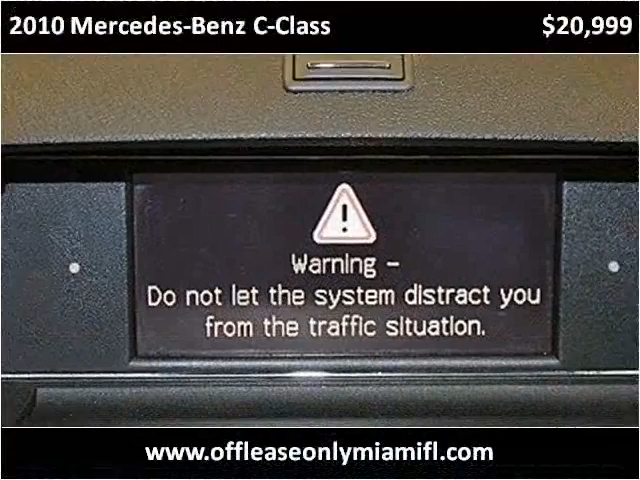 2010 Mercedes-Benz C-Class
$20,999
Warning -
Do not let the system distract you
from the traffic situation.
www.offleaseonlymiamifl.com